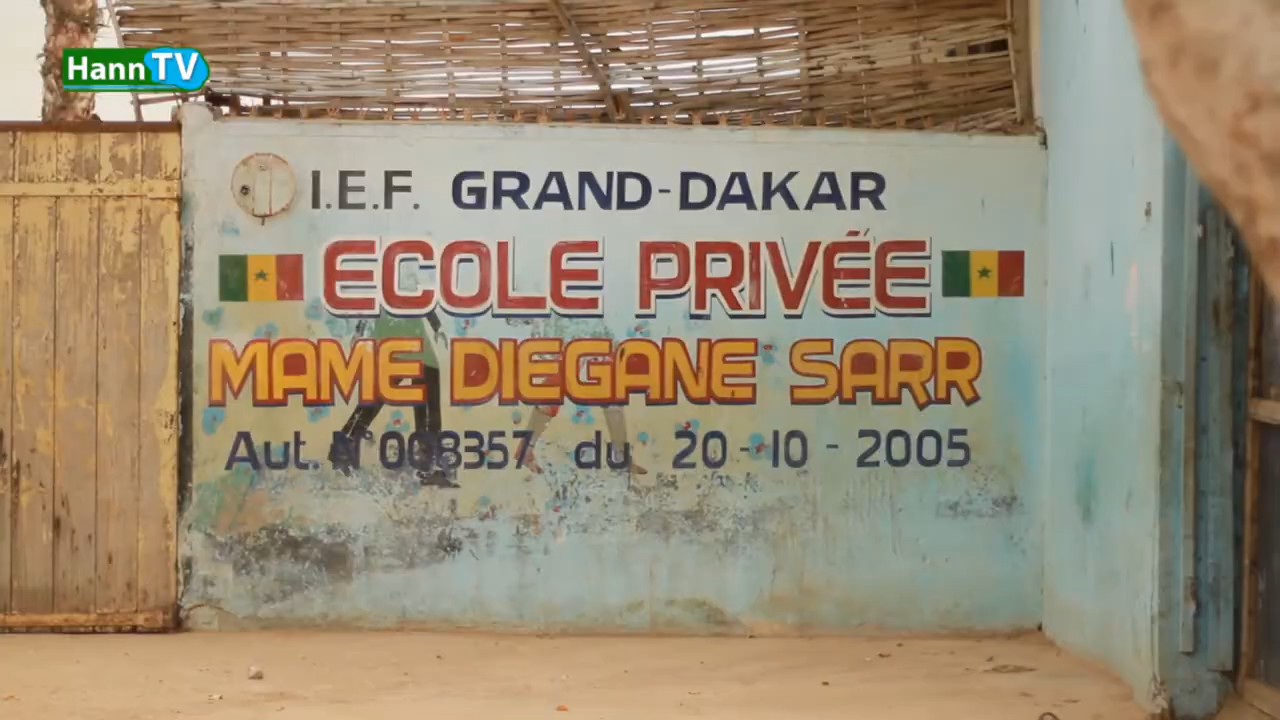 HannTV
I.E.F. GRAND-DAKAR
ECOLE PRIVÉE
MAME DIEGANE SARR
Aut. N° 008357 du 20-10-2005